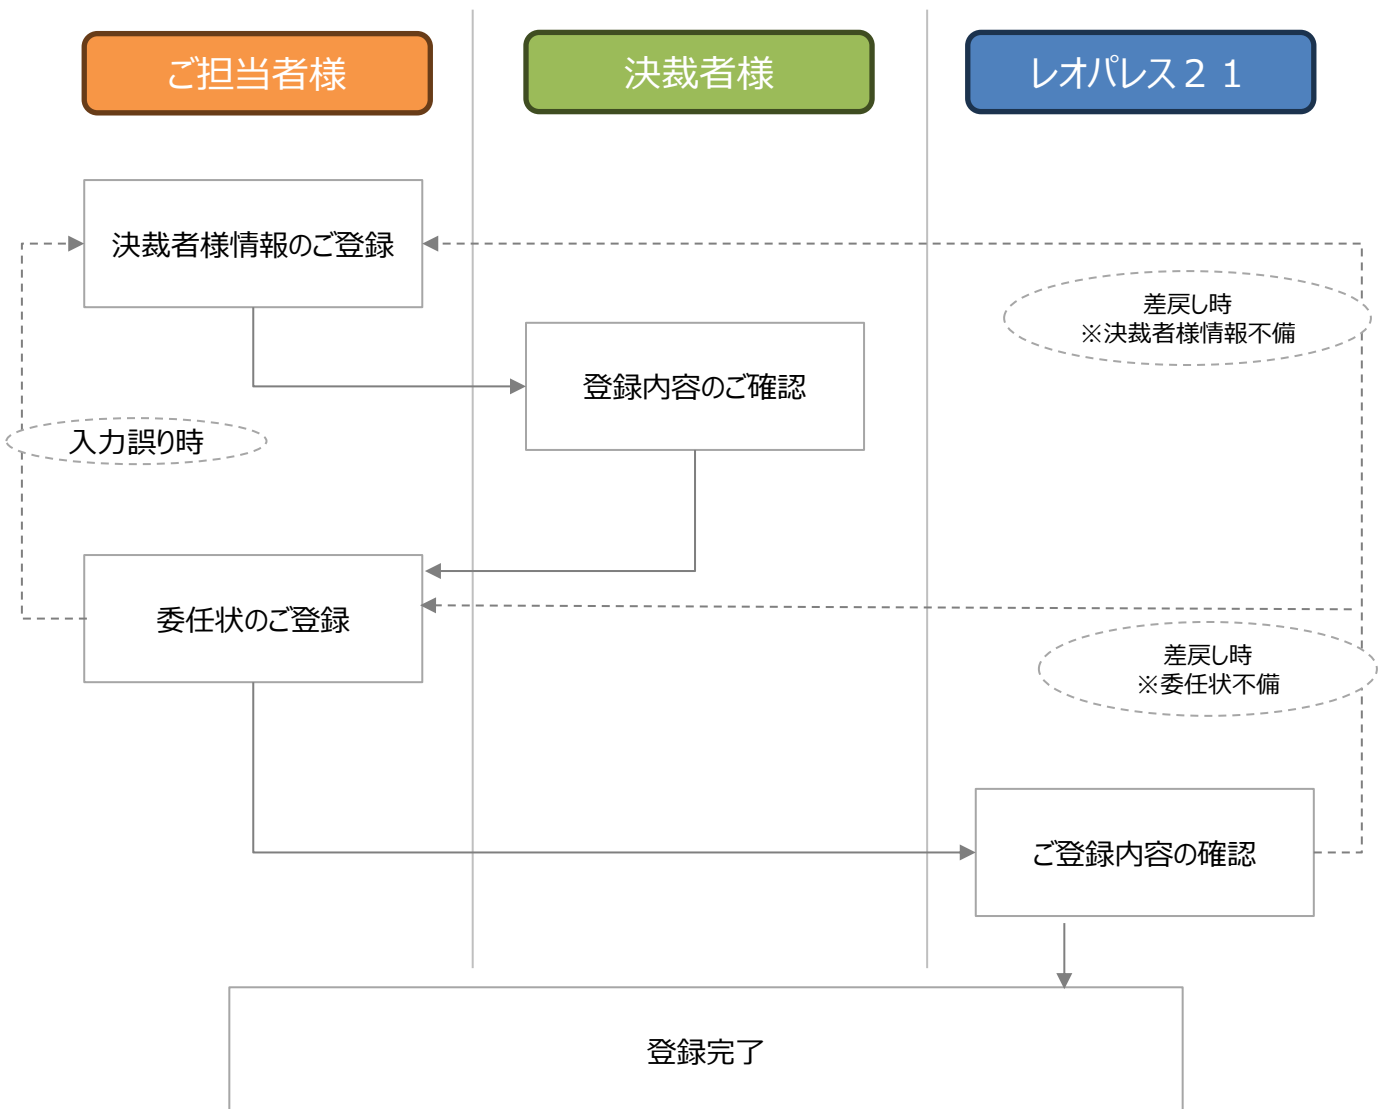 ご担当者様
決裁者様
レオパレス２１
決裁者様情報のご登録
差戻し時
※決裁者様情報不備
登録内容のご確認
入力誤り時
委任状のご登録
差戻し時
※委任状不備
ご登録内容の確認
登録完了